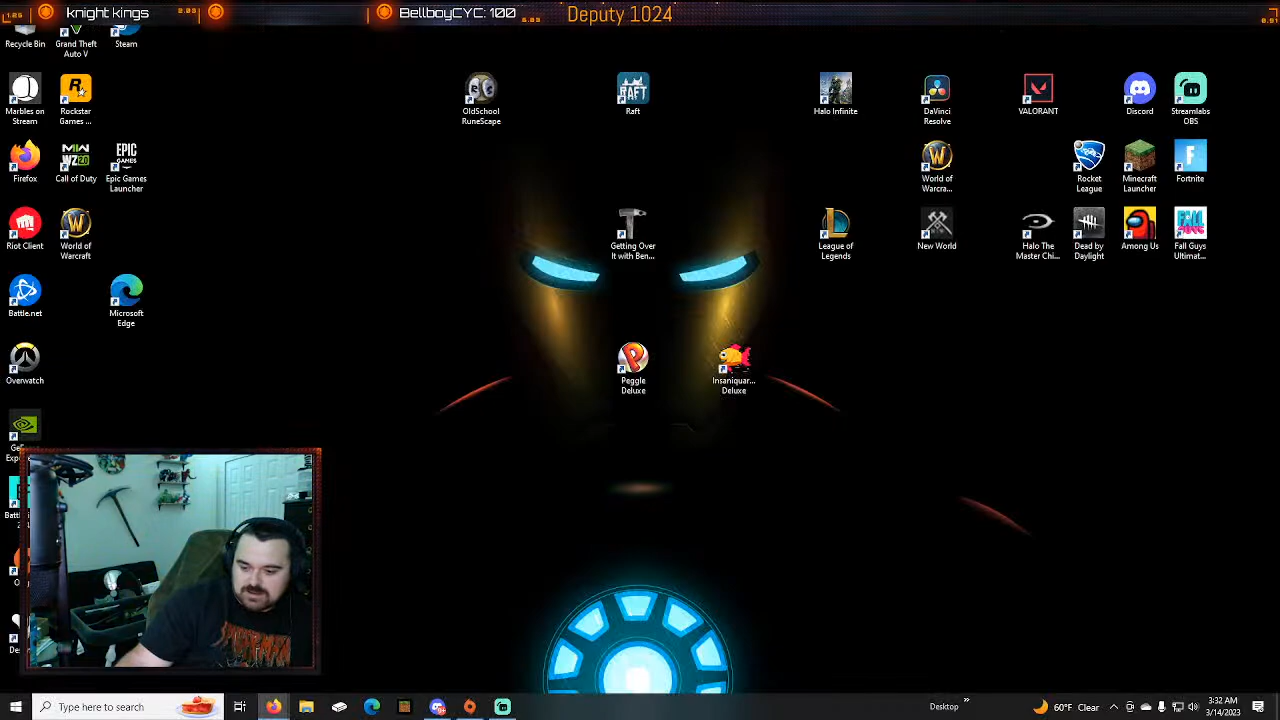 knight kings
BellboyCYC: 100
Deputy 1024
Recycle Bin
Grand Theft
Auto V
Steam
Marbles on
Stream
Rockstar
Games ...
OldSchool
RuneScape
RAFT
Raft
Halo Infinite
DaVinci
Resolve
VALORANT
Discord
Streamlabs
OBS
Firefox
Call of Duty
Epic Games
Launcher
World of
Warcra...
Rocket
League
Minecraft
Launcher
Fortnite
Riot Client
World of
Warcraft
Getting Over
It with Ben...
League of
Legends
New World
Halo The
Master Chi...
Dead by
Daylight
Among Us
Fall Guys
Ultimat...
Battle.net
Microsoft
Edge
Overwatch
Peggle
Deluxe
Insaniquar...
Deluxe
Type here to search
Desktop
60°F Clear
3:32 AM
3/14/2023